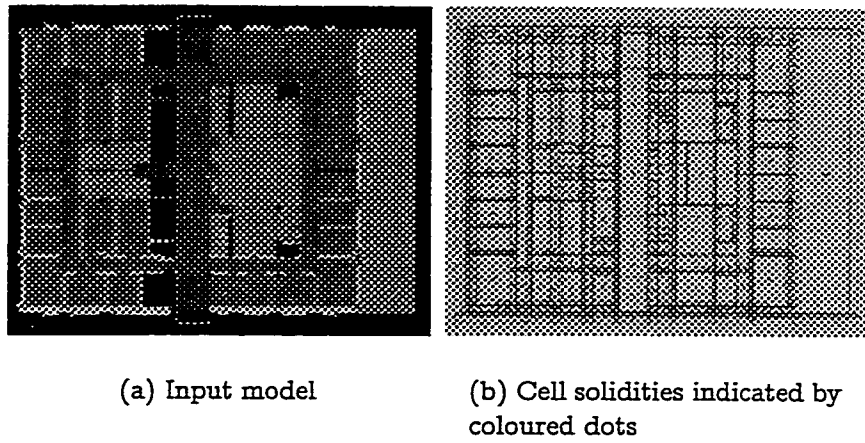 (a) Input model
(b) Cell solidities indicated by
coloured dots